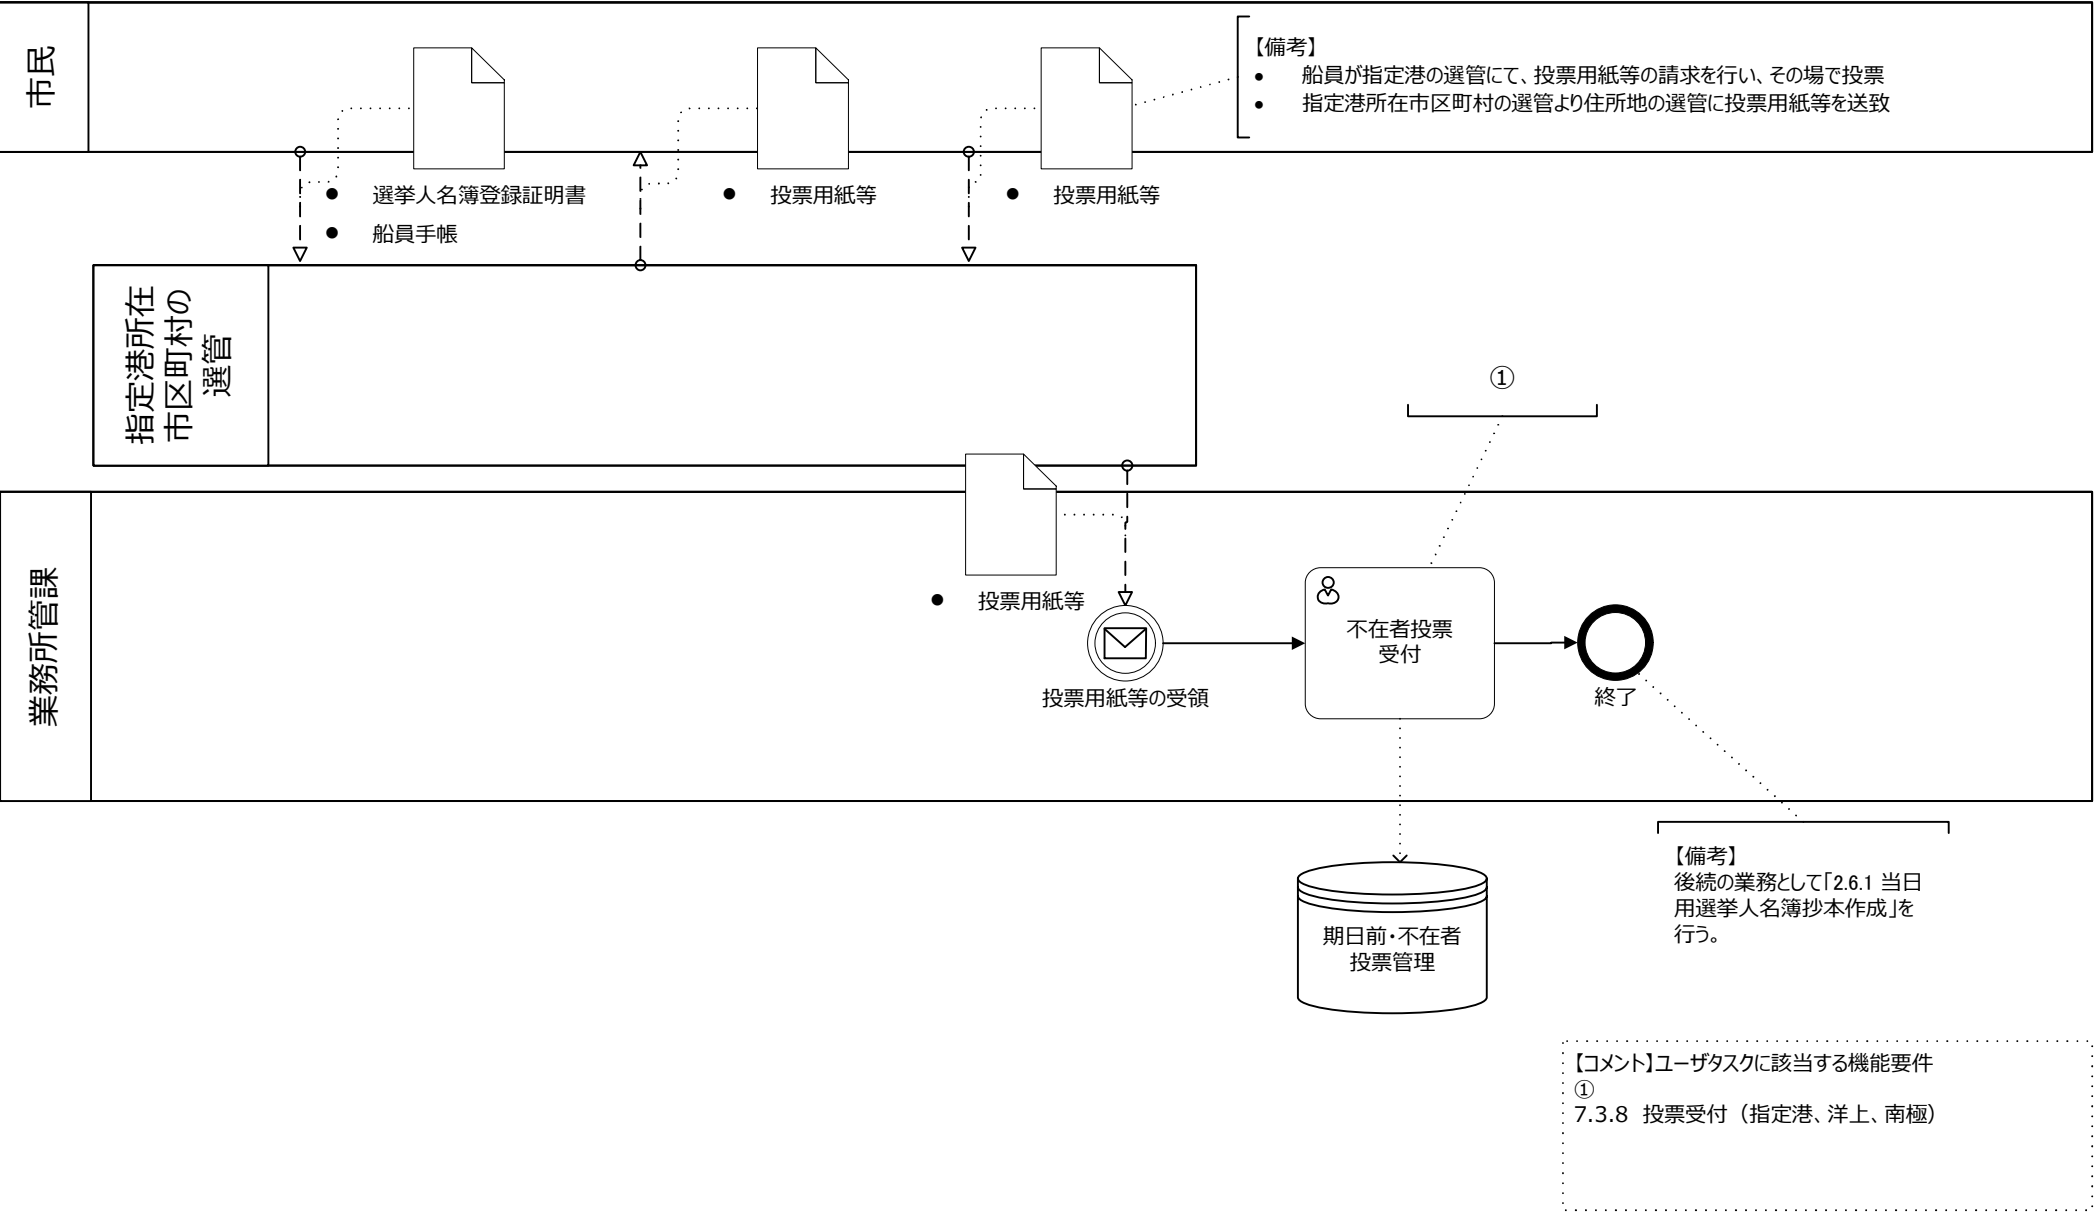 市民
【備考】
● 船員が指定港の選管にて、投票用紙等の請求を行い、その場で投票
● 指定港所在市区町村の選管より住所地の選管に投票用紙等を送致
● 選挙人名簿登録証明書
● 船員手帳
● 投票用紙等
● 投票用紙等
指定港所在
市区町村の
選管
①
業務所管課
● 投票用紙等
投票用紙等の受領
不在者投票
受付
終了
期日前・不在者
投票管理
【備考】
後続の業務として「2.6.1 当日
用選挙人名簿抄本作成」を
行う。
【コメント】ユーザタスクに該当する機能要件
①
7.3.8 投票受付（指定港、洋上、南極）